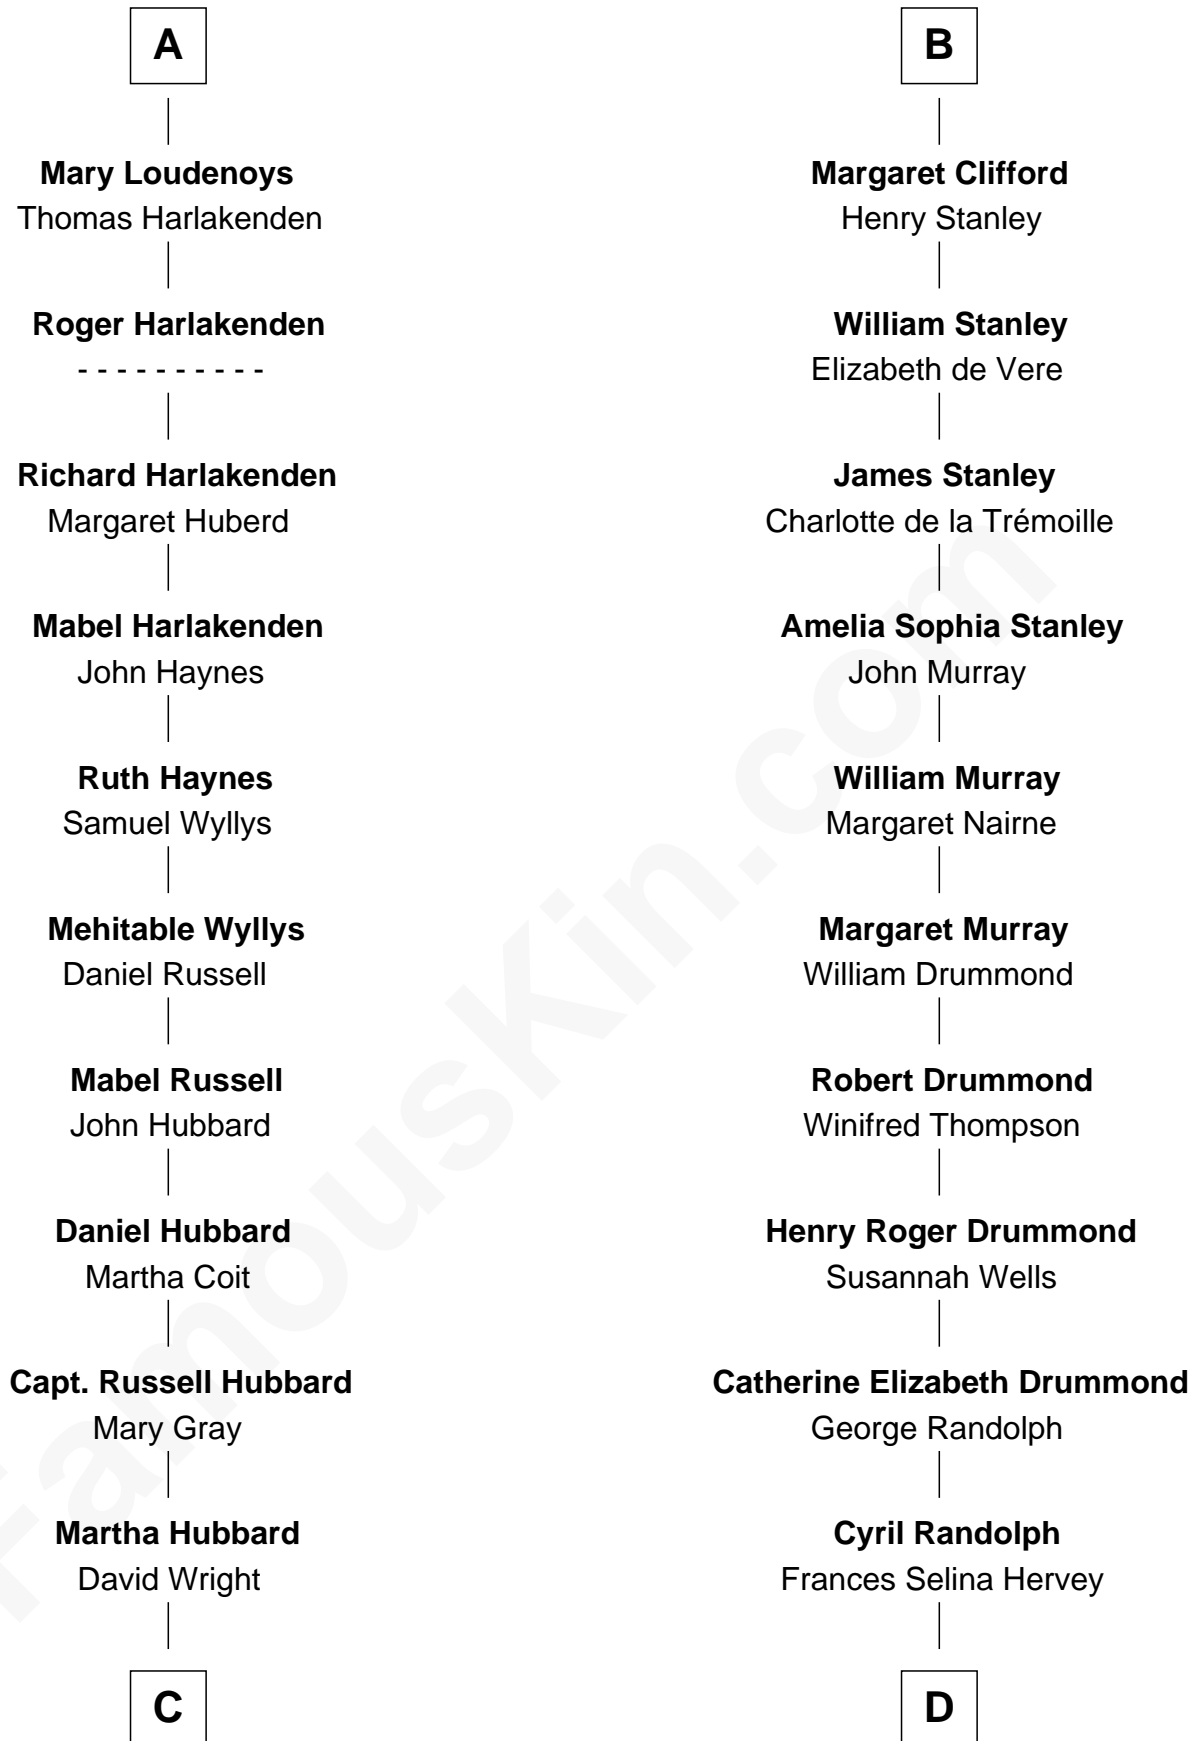 A
Mary Loudenoys
Thomas Harlakenden
Roger Harlakenden
- - - - - - - - - -
Richard Harlakenden
Margaret Huberd
Mabel Harlakenden
John Haynes
Ruth Haynes
Samuel Wyllys
Mehitable Wyllys
Daniel Russell
Mabel Russell
John Hubbard
Daniel Hubbard
Martha Coit
Capt. Russell Hubbard
Mary Gray
Martha Hubbard
David Wright
C
B
Margaret Clifford
Henry Stanley
William Stanley
Elizabeth de Vere
James Stanley
Charlotte de la Trémoille
Amelia Sophia Stanley
John Murray
William Murray
Margaret Nairne
Margaret Murray
William Drummond
Robert Drummond
Winifred Thompson
Henry Roger Drummond
Susannah Wells
Catherine Elizabeth Drummond
George Randolph
Cyril Randolph
Frances Selina Hervey
D
FamousKin.com